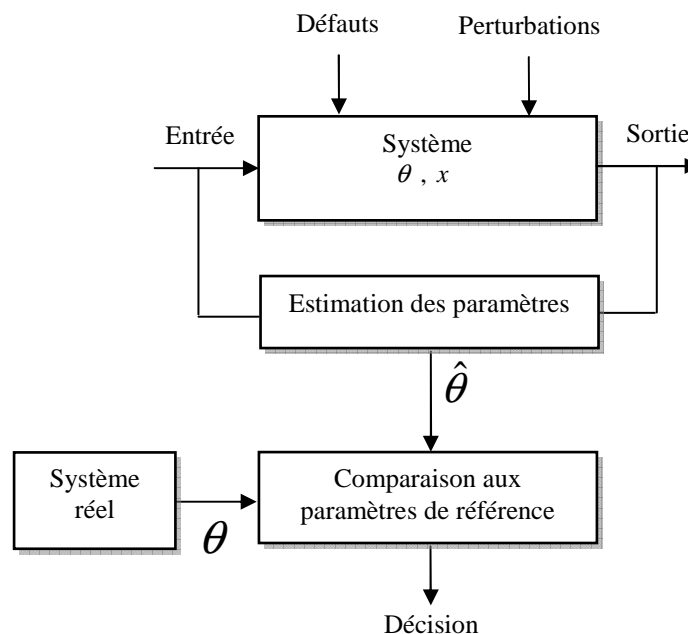 Défauts
Perturbations
Entrée
Système
θ , x
Sortie
Estimation des paramètres
θ̂
Système
réel
θ
Comparaison aux
paramètres de référence
Décision